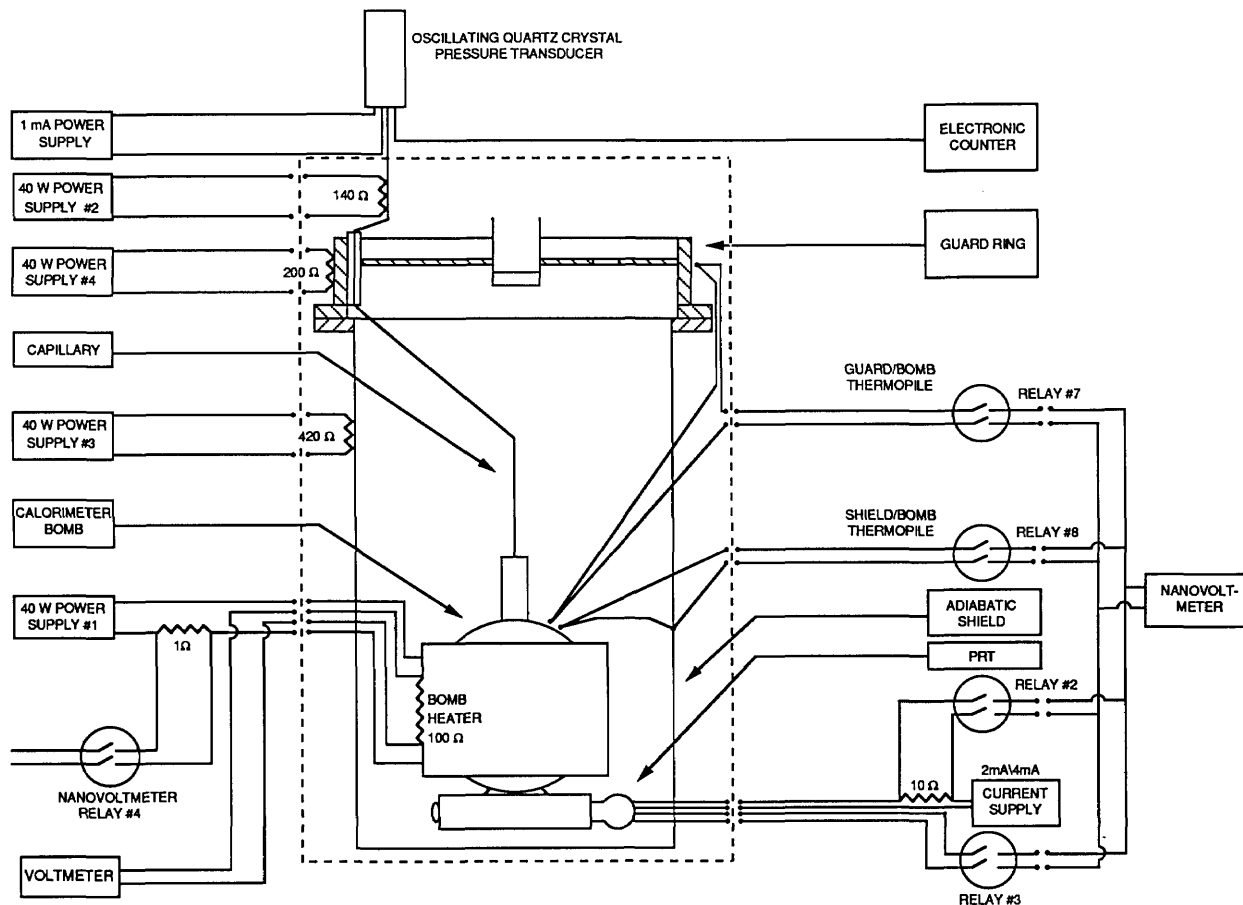 OSCILLATING QUARTZ CRYSTAL
PRESSURE TRANSDUCER
1 mA POWER
SUPPLY
ELECTRONIC
COUNTER
40 W POWER
SUPPLY #2
140 Ω
GUARD RING
40 W POWER
SUPPLY #4
200 Ω
CAPILLARY
GUARD/BOMB
THERMOPILE
RELAY #7
40 W POWER
SUPPLY #3
420 Ω
CALORIMETER
BOMB
SHIELD/BOMB
THERMOPILE
RELAY #8
NANOVOLT-
METER
40 W POWER
SUPPLY #1
1Ω
ADIABATIC
SHIELD
PRT
BOMB
HEATER
100 Ω
RELAY #2
NANOVOLTMETER
RELAY #4
10 Ω
2mA\4mA
CURRENT
SUPPLY
VOLTMETER
RELAY #3